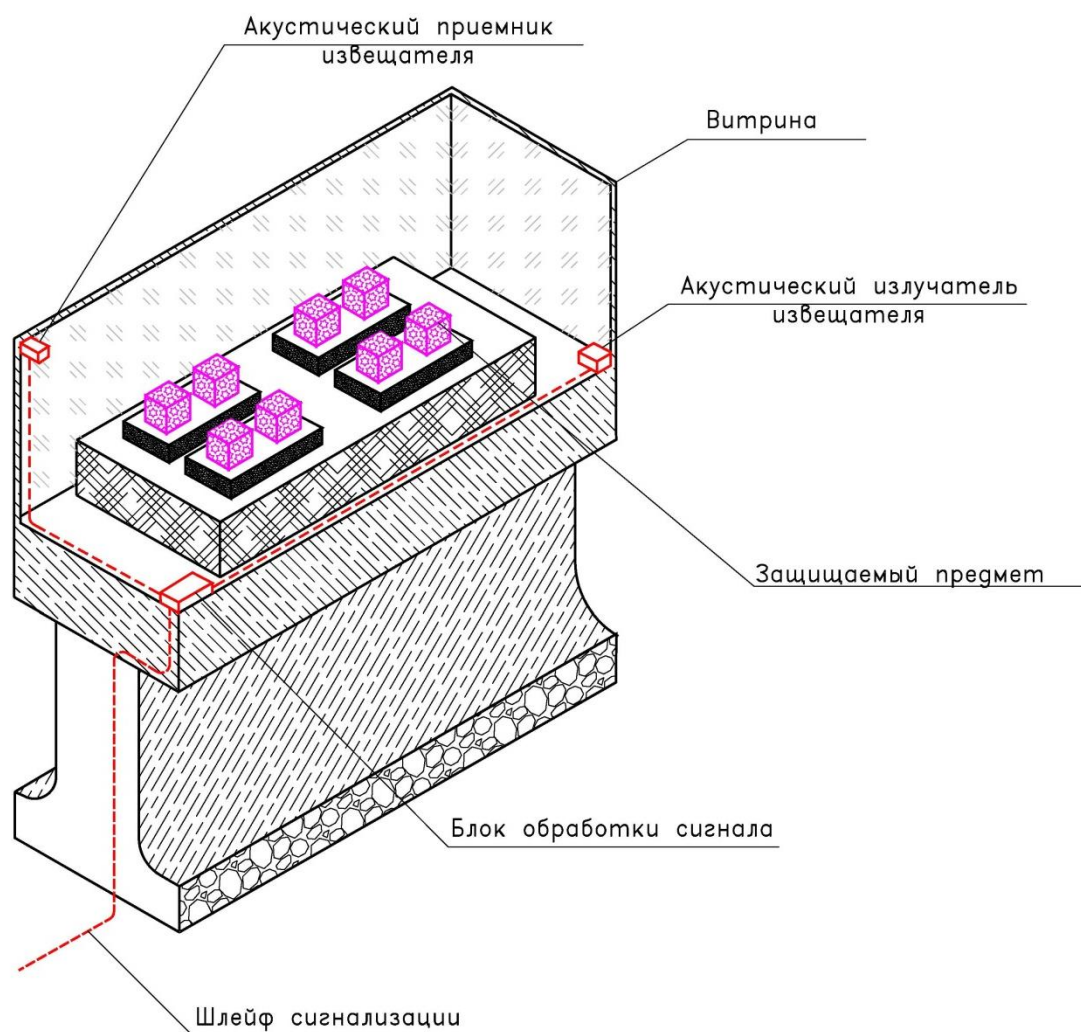 Акустический приемник
извещателя
Витрина
Акустический излучатель
извещателя
Защищаемый предмет
Блок обработки сигнала
Шлейф сигнализации